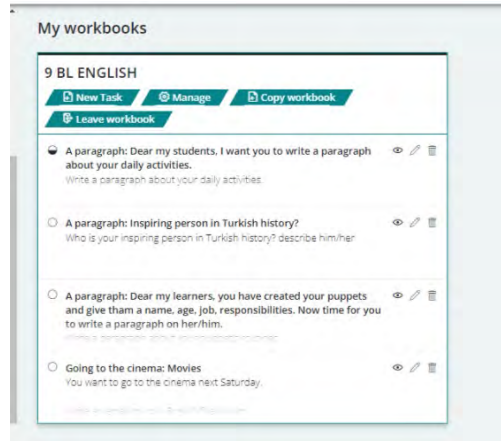 My workbooks
9 BL ENGLISH
New Task
Manage
Copy workbook
Leave workbook
A paragraph: Dear my students, I want you to write a paragraph
about your daily activities.
Write a paragraph about your daily activities
A paragraph: Inspiring person in Turkish history?
Who is your inspiring person in Turkish history? describe him/her
A paragraph: Dear my learners, you have created your puppets
and give tham a name, age, job, responsibilities. Now time for you
to write a paragraph on her/him.
Going to the cinema: Movies
You want to go to the cinema next Saturday.